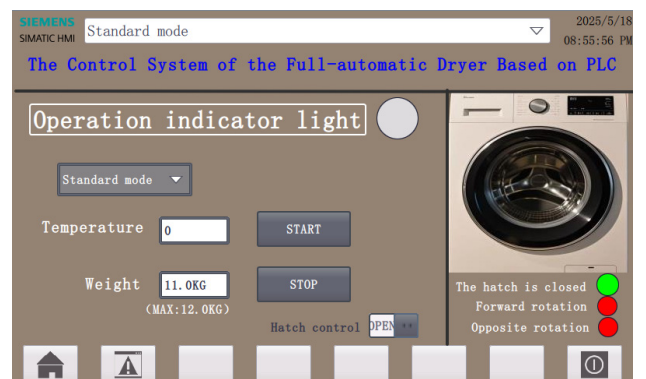 SIEMENS
SIMATIC HMI
Standard mode
2025/5/18
08:55:56 PM
The Control System of the Full-automatic Dryer Based on PLC
Operation indicator light
Standard mode
Temperature 0 START
Weight 11.0KG STOP
(MAX:12.0KG)
Hatch control OPEN
The hatch is closed
Forward rotation
Opposite rotation